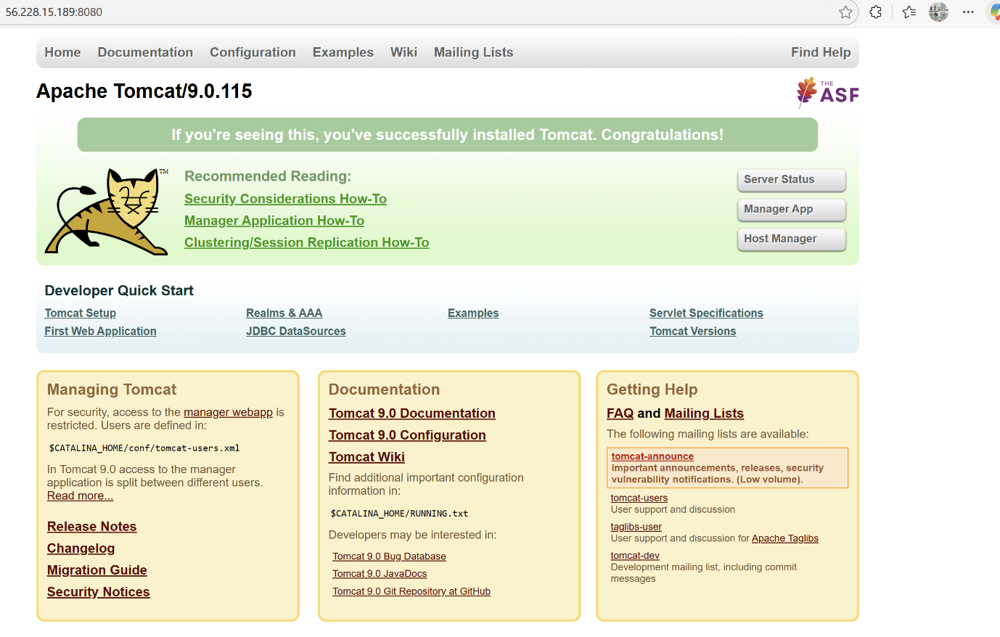 56.228.15.189:8080
Home Documentation Configuration Examples Wiki Mailing Lists Find Help
Apache Tomcat/9.0.115
THE
ASF
If you're seeing this, you've successfully installed Tomcat. Congratulations!
TM
Recommended Reading:
Security Considerations How-To
Manager Application How-To
Clustering/Session Replication How-To
Server Status
Manager App
Host Manager
Developer Quick Start
Tomcat Setup
First Web Application
Realms & AAA
JDBC DataSources
Examples
Servlet Specifications
Tomcat Versions
Managing Tomcat
For security, access to the manager webapp is
restricted. Users are defined in:
$CATALINA_HOME/conf/tomcat-users.xml
In Tomcat 9.0 access to the manager
application is split between different users.
Read more...
Release Notes
Changelog
Migration Guide
Security Notices
Documentation
Tomcat 9.0 Documentation
Tomcat 9.0 Configuration
Tomcat Wiki
Find additional important configuration
information in:
$CATALINA_HOME/RUNNING.txt
Developers may be interested in:
Tomcat 9.0 Bug Database
Tomcat 9.0 JavaDocs
Tomcat 9.0 Git Repository at GitHub
Getting Help
FAQ and Mailing Lists
The following mailing lists are available:
tomcat-announce
Important announcements, releases, security
vulnerability notifications. (Low volume).
tomcat-users
User support and discussion
taglibs-user
User support and discussion for Apache Taglibs
tomcat-dev
Development mailing list, including commit
messages